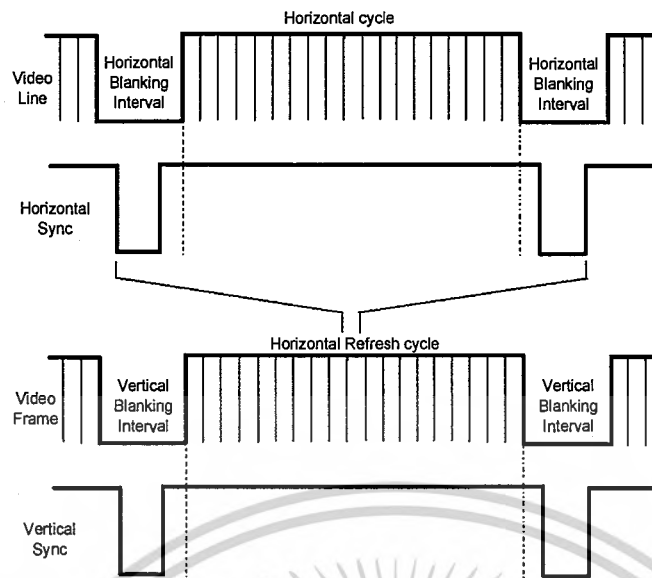 Horizontal cycle
Video
Line
Horizontal
Blanking
Interval
Horizontal
Blanking
Interval
Horizontal
Sync
Horizontal Refresh cycle
Video
Frame
Vertical
Blanking
Interval
Vertical
Blanking
Interval
Vertical
Sync